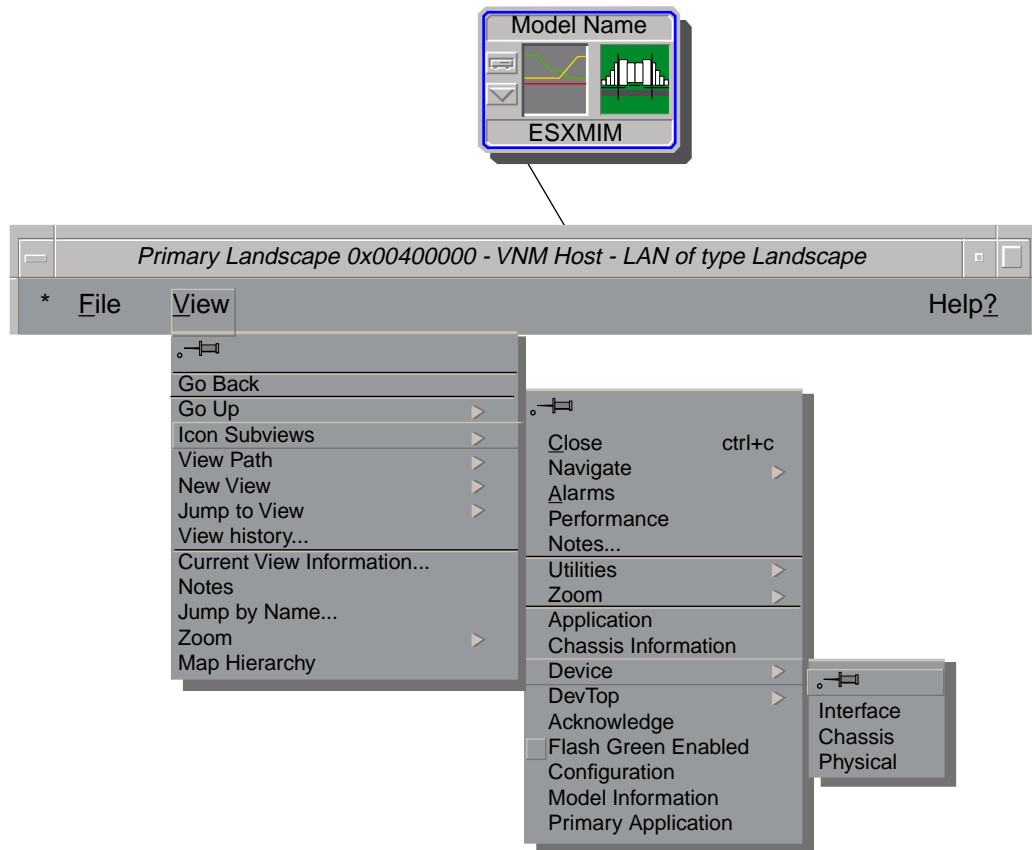 Model Name
ESXMIM
Primary Landscape 0x00400000 - VNM Host - LAN of type Landscape
* File View Help?
Go Back
Go Up
Icon Subviews
View Path
New View
Jump to View
View history...
Current View Information...
Notes
Jump by Name...
Zoom
Map Hierarchy
Close ctrl+c
Navigate
Alarms
Performance
Notes...
Utilities
Zoom
Application
Chassis Information
Device
DevTop
Acknowledge
Flash Green Enabled
Configuration
Model Information
Primary Application
Interface
Chassis
Physical